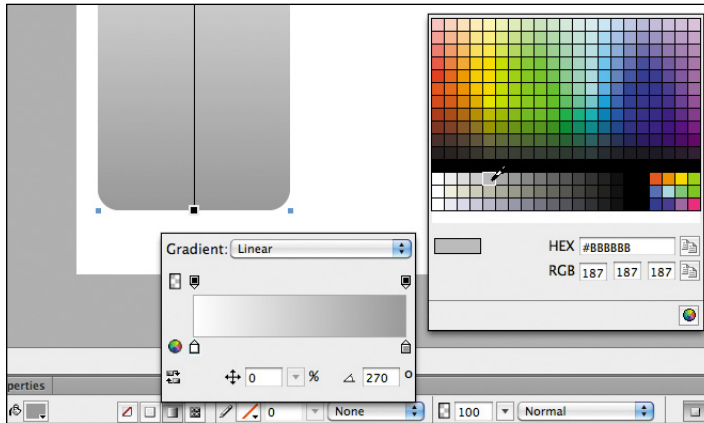 Gradient: Linear
HEX #BBBBBB
RGB 187 187 187
0 % 270 °
perties
0 None 100 Normal